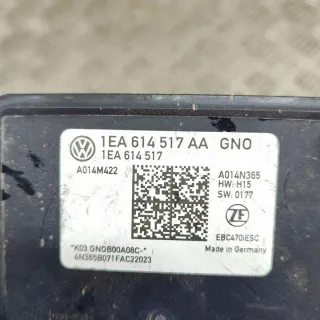 1EA 614 517 AA GNO
1EA 614 517
A014M422
A014N365
HW: H15
SW: 0177
ZF
EBC470IESC
*K03 GNOB00A08C-*
Made in Germany
4N365B071FAC22023